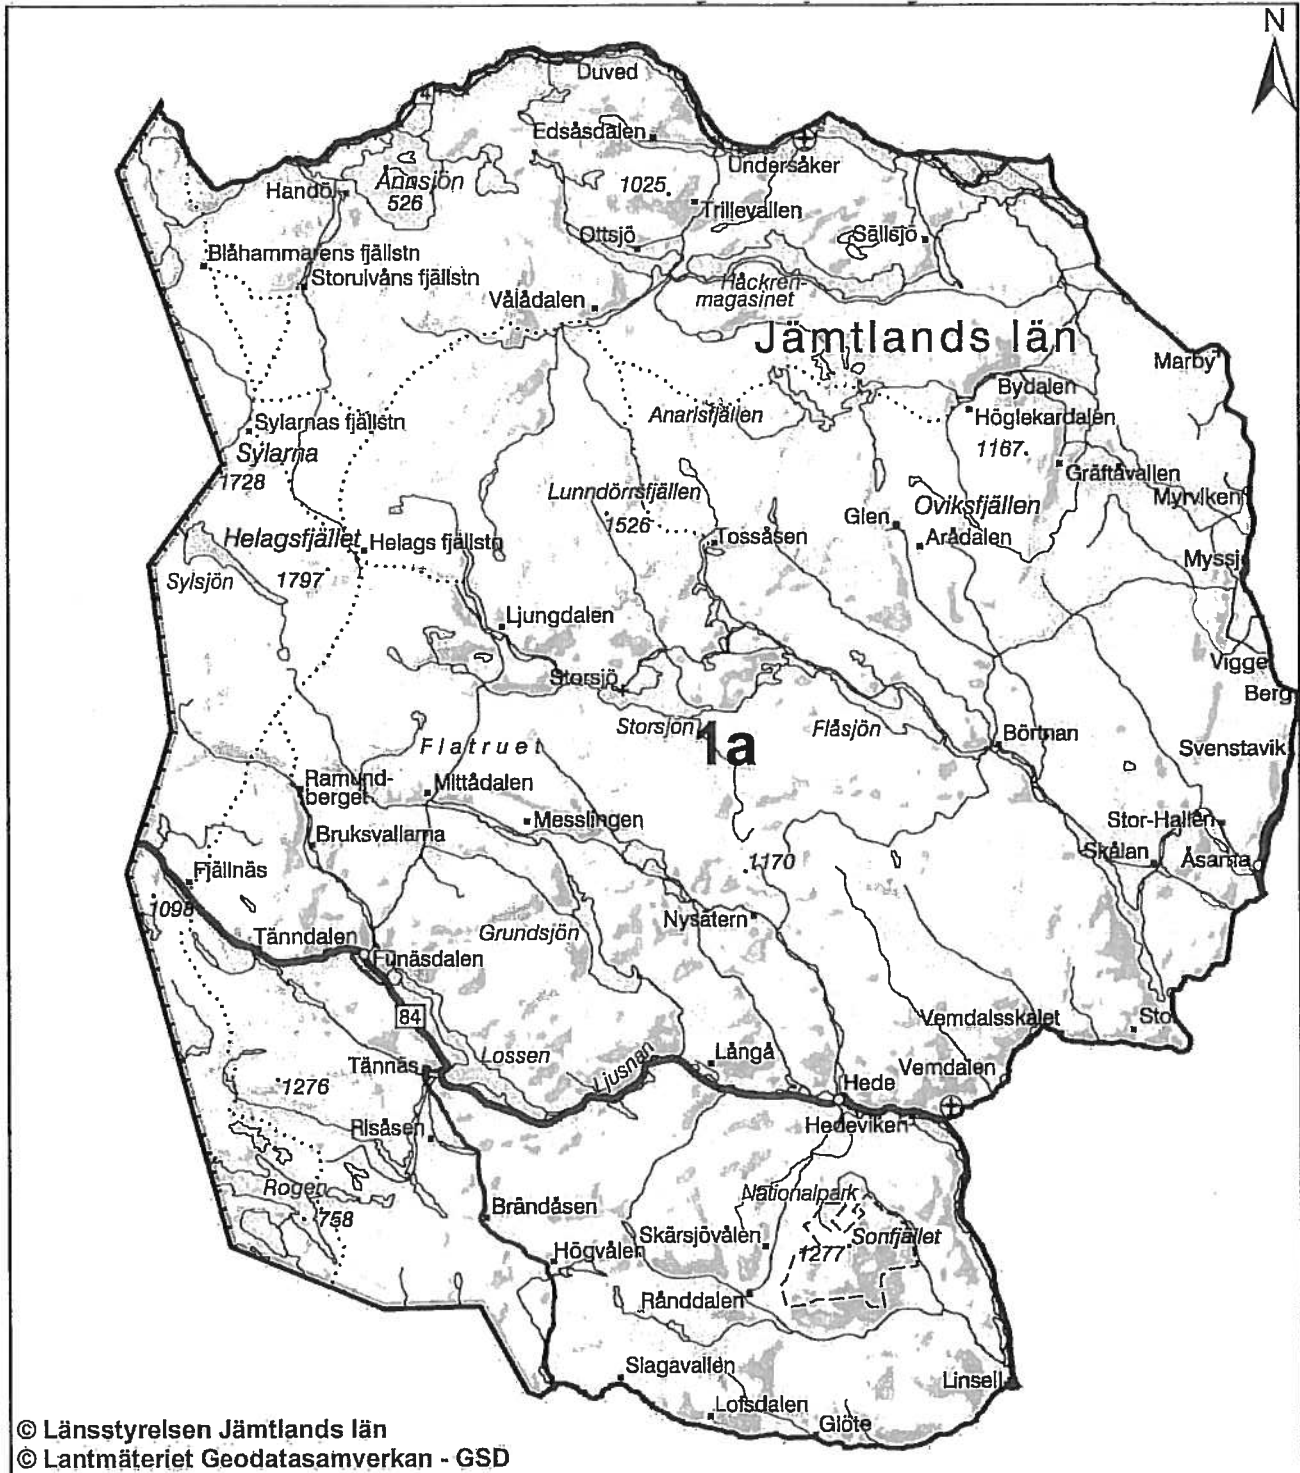 N
Duved
4
Edsåsdalen
Undersåker
Handöl
Ånnsjön
526
1025
Trillevallen
Ottsjö
Sällsjö
Blåhammarens fjällstn
Storulvåns fjällstn
Håckren-
magasinet
Vålådalen
Jämtlands län
Marby
Bydalen
Höglekardalen
Anarisfjällen
Sylarnas fjällstn
Sylarna
1167
Gräftåvallen
1728
Lunndörrsfjällen
1526
Oviksfjällen
Myrviken
Glen
Arådalen
Tossåsen
Helagsfjället
Helags fjällstn
Myssj
Sylsjön
1797
Ljungdalen
Vigge
Storsjö
Berg
Storsjön
1a
Flåsjön
Börtnan
Flatruet
Svenstavik
Ramund-
berget
Mittådalen
Messlingen
Stor-Hallen
Bruksvallarna
Skålan
Åsarna
1170
Fjällnäs
1098
Nysätern
Grundsjön
Tänndalen
Funäsdalen
84
Vemdalsskalet
Sto
Lossen
Ljusnan
Långå
Tännäs
Vemdalen
Hede
1276
Hedeviken
Risåsen
Rogen
758
Nationalpark
Brändåsen
Skärsjövålen
Sonfjället
1277
Högvålen
Rånddalen
Slagavallen
Linsell
Lofsdalen
Glöte
© Länsstyrelsen Jämtlands län
© Lantmäteriet Geodatasamverkan - GSD